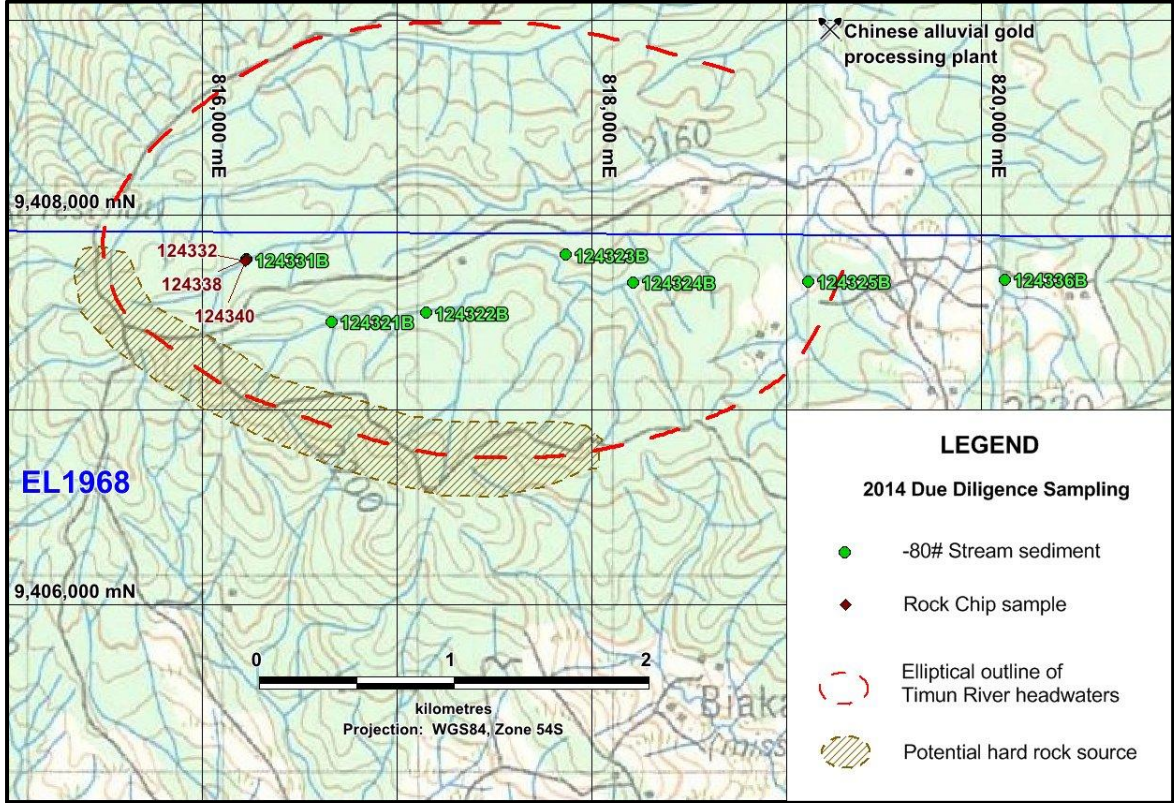 Chinese alluvial gold
processing plant
816,000 mE
818,000 mE
820,000 mE
2160
9,408,000 mN
124332
124331B
124338
124340
124323B
124324B
124325B
124336B
124321B
124322B
EL1968
9,406,000 mN
0 1 2
kilometres
Projection: WGS84, Zone 54S
Biaka
(miss
LEGEND
2014 Due Diligence Sampling
-80# Stream sediment
Rock Chip sample
Elliptical outline of
Timun River headwaters
Potential hard rock source